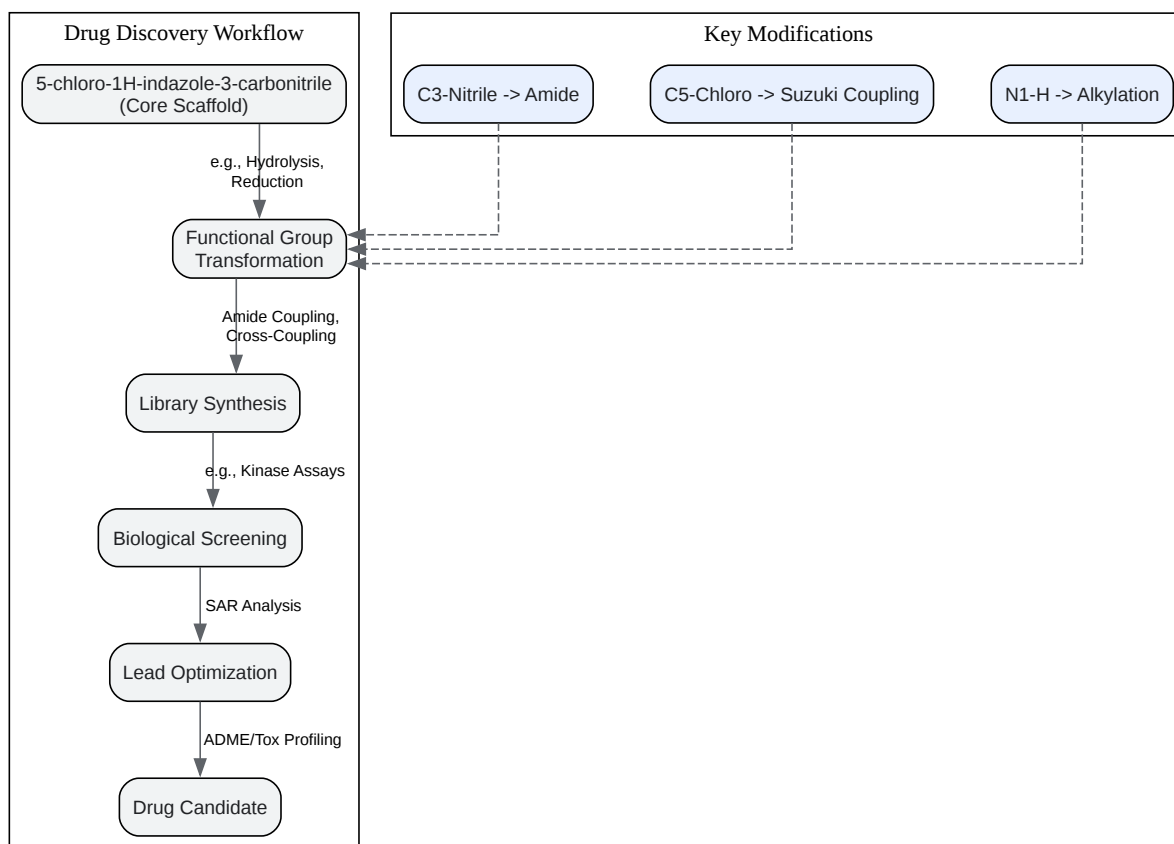 Drug Discovery Workflow
5-chloro-1H-indazole-3-carbonitrile
(Core Scaffold)
e.g., Hydrolysis,
Reduction
Functional Group
Transformation
Amide Coupling,
Cross-Coupling
Library Synthesis
e.g., Kinase Assays
Biological Screening
SAR Analysis
Lead Optimization
ADME/Tox Profiling
Drug Candidate
Key Modifications
C3-Nitrile -> Amide
C5-Chloro -> Suzuki Coupling
N1-H -> Alkylation